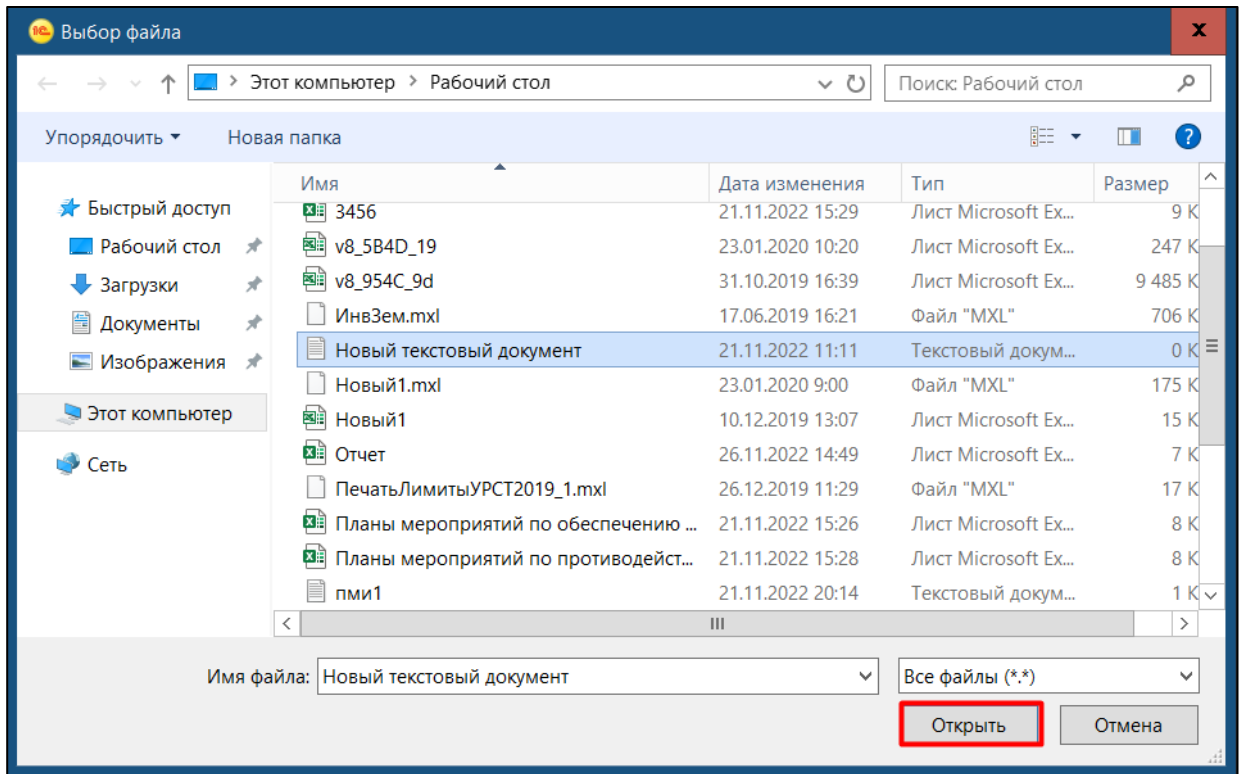 1С Выбор файла x
Этот компьютер > Рабочий стол Поиск: Рабочий стол
Упорядочить Новая папка ?
Имя Дата изменения Тип Размер
Быстрый доступ
Рабочий стол
Загрузки
Документы
Изображения
Этот компьютер
Сеть
3456 21.11.2022 15:29 Лист Microsoft Ex... 9 К
v8_5B4D_19 23.01.2020 10:20 Лист Microsoft Ex... 247 К
v8_954C_9d 31.10.2019 16:39 Лист Microsoft Ex... 9 485 К
ИнвЗем.mxl 17.06.2019 16:21 Файл "MXL" 706 К
Новый текстовый документ 21.11.2022 11:11 Текстовый докум... 0 К
Новый1.mxl 23.01.2020 9:00 Файл "MXL" 175 К
Новый1 10.12.2019 13:07 Лист Microsoft Ex... 15 К
Отчет 26.11.2022 14:49 Лист Microsoft Ex... 7 К
ПечатьЛимитыУРСТ2019_1.mxl 26.12.2019 11:29 Файл "MXL" 17 К
Планы мероприятий по обеспечению ... 21.11.2022 15:26 Лист Microsoft Ex... 8 К
Планы мероприятий по противодейст... 21.11.2022 15:28 Лист Microsoft Ex... 8 К
пми1 21.11.2022 20:14 Текстовый докум... 1 К
Имя файла: Новый текстовый документ Все файлы (*.*)
Открыть Отмена